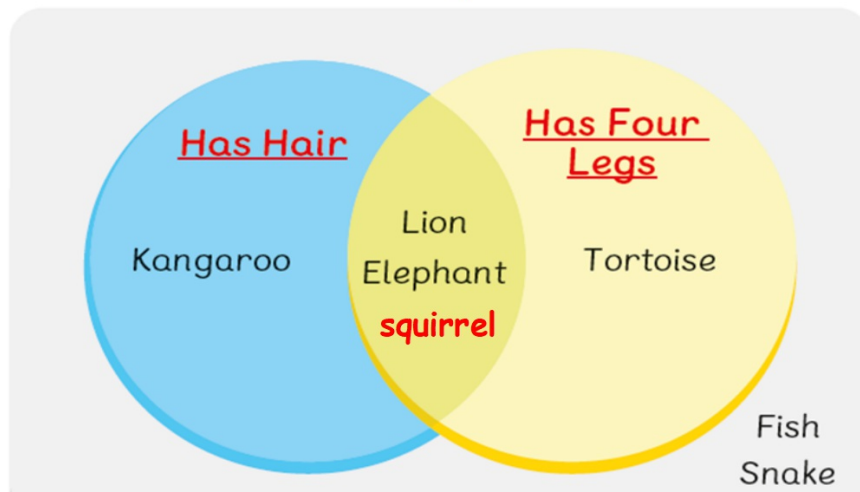 Has Hair
Has Four
Legs
Kangaroo
Lion
Elephant
squirrel
Tortoise
Fish
Snake